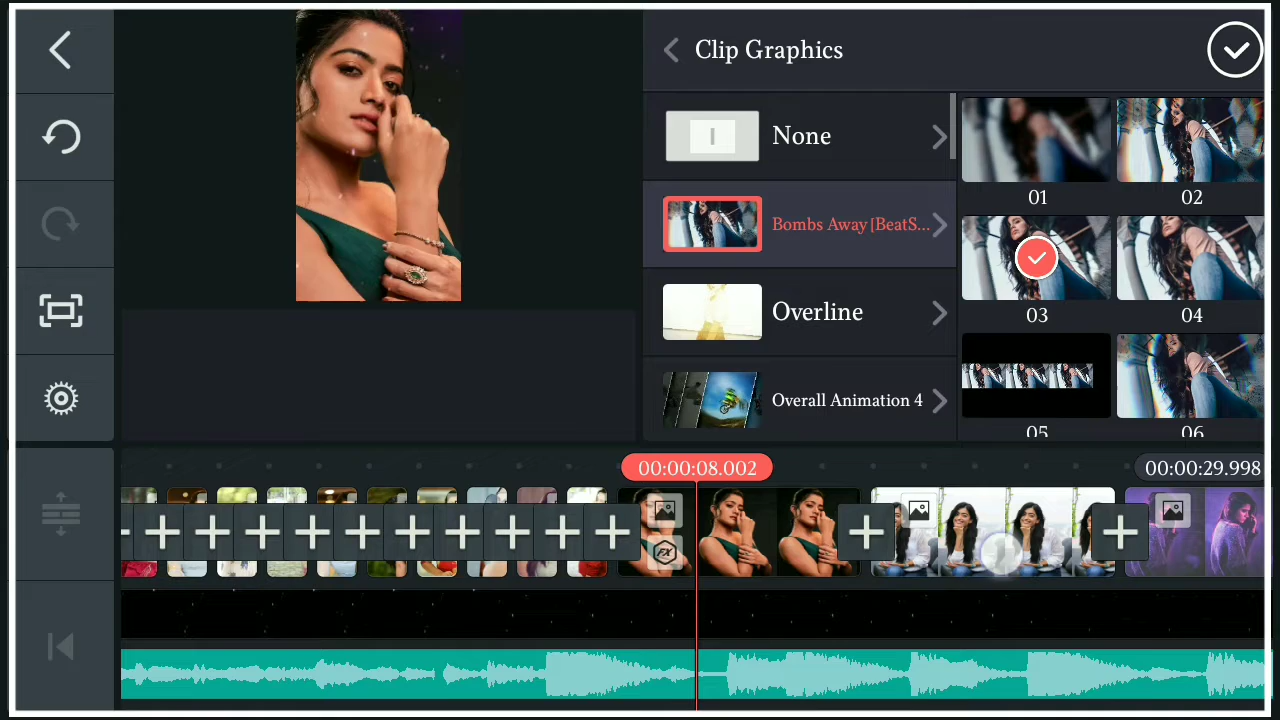 Clip Graphics
None
Bombs Away [BeatS...
Overline
Overall Animation 4
01
02
03
04
05
06
00:00:08.002
00:00:29.998
FX